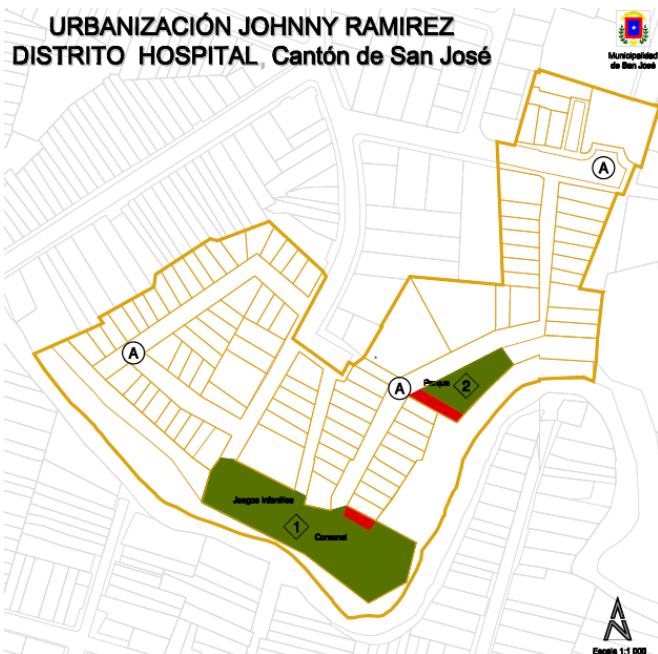 URBANIZACIÓN JOHNNY RAMIREZ
DISTRITO HOSPITAL, Cantón de San José
Municipalidad
de San José
A
A
A
Parque
2
Juegos Infantiles
1
Comunal
N
Escala 1:1 000